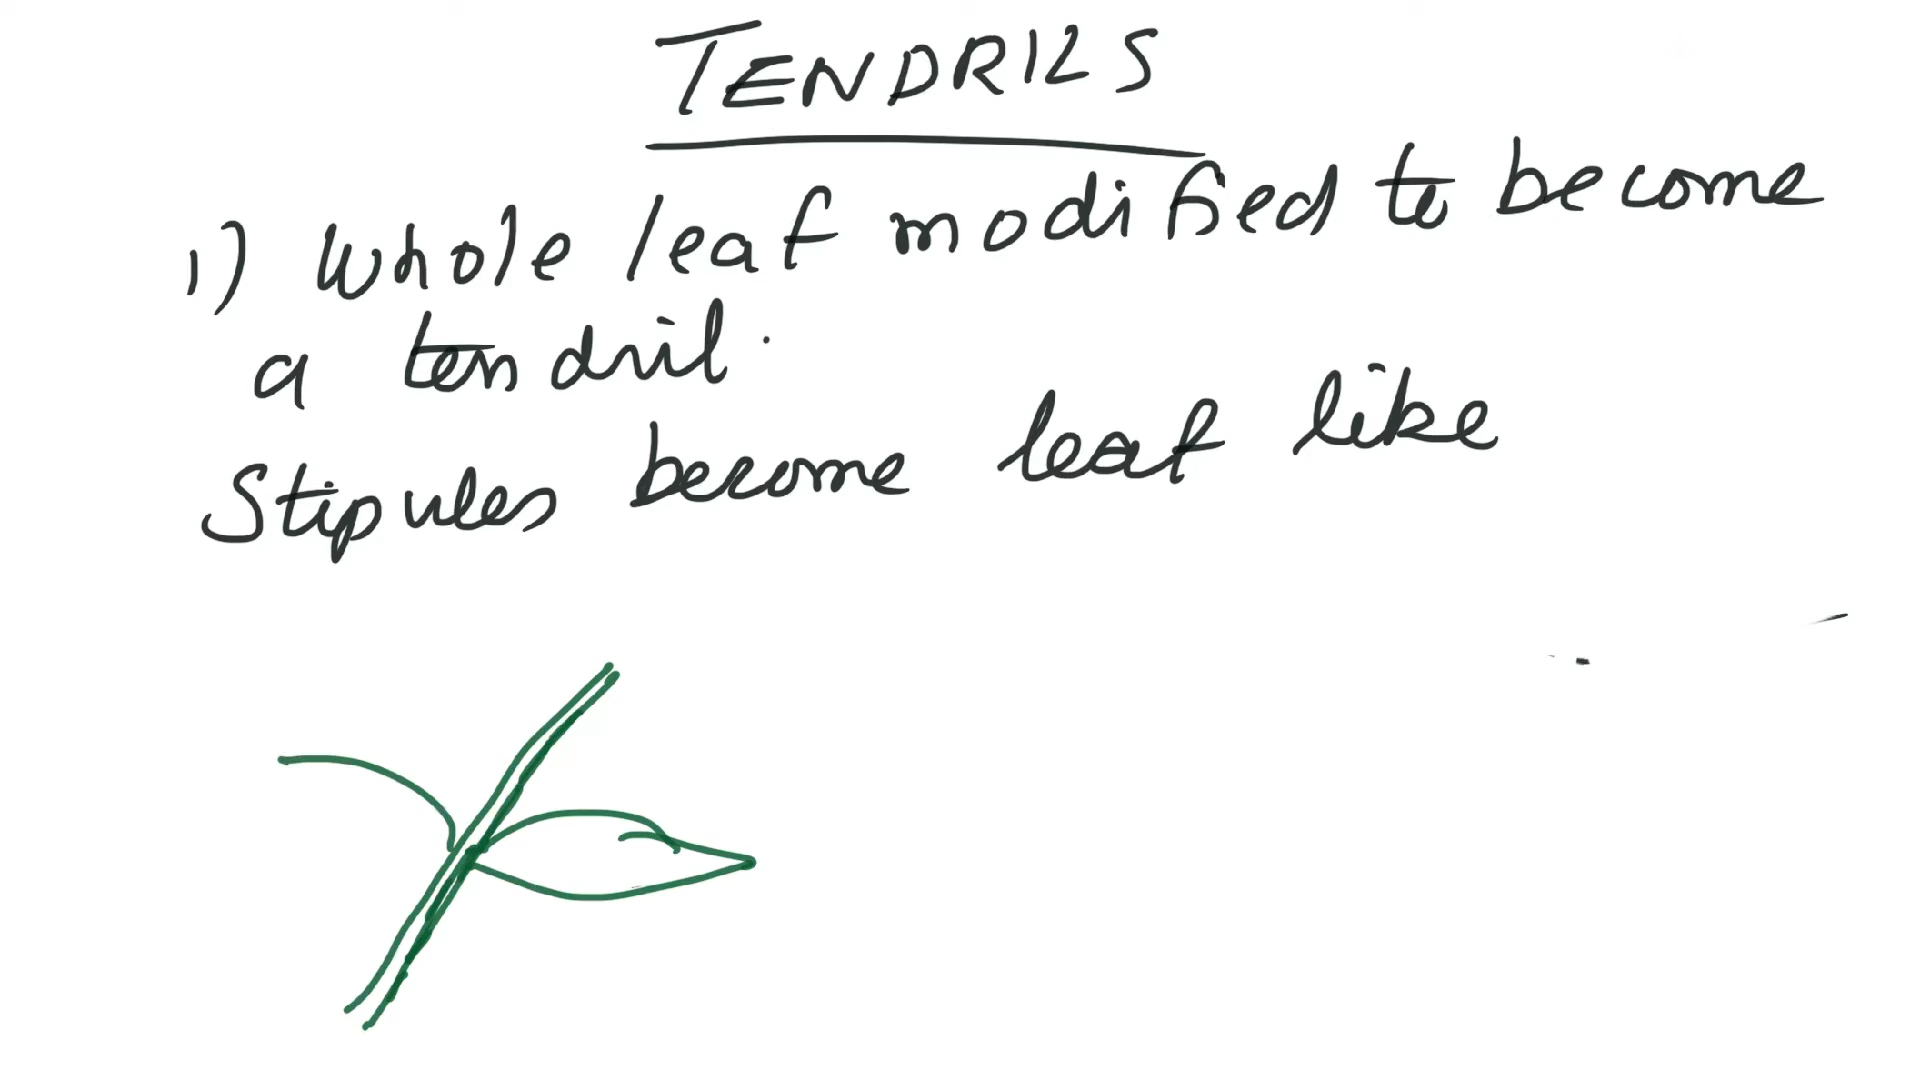 TENDRILS
1) Whole leaf modified to become
a tendril.
Stipules become leaf like